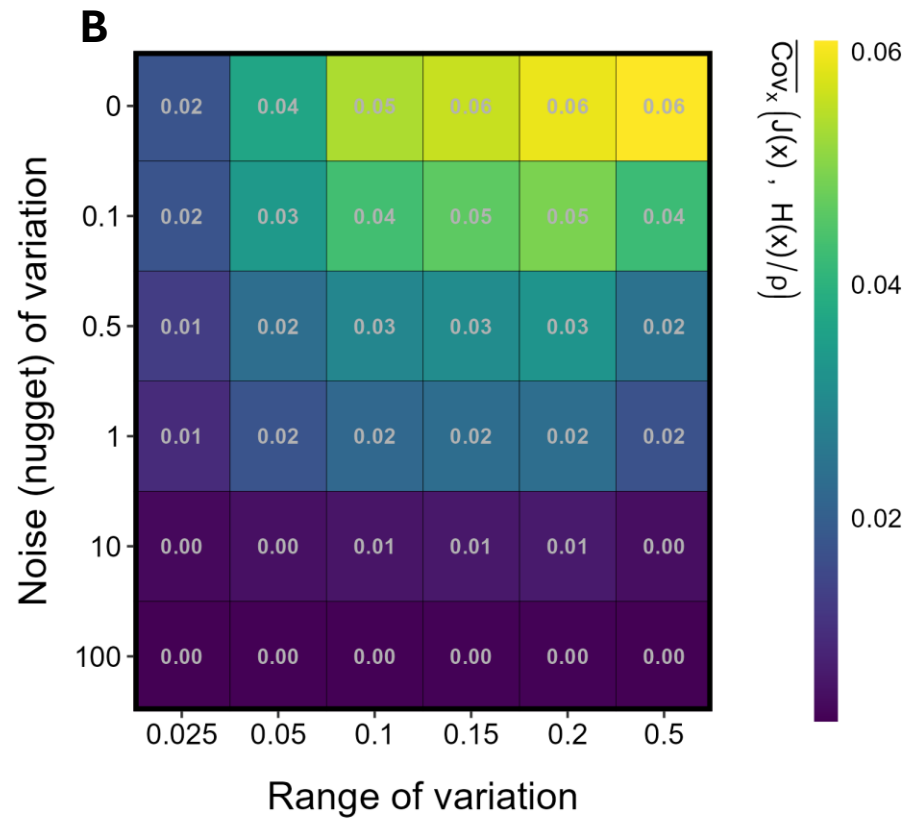 B
Noise (nugget) of variation
0 0.02 0.04 0.05 0.06 0.06 0.06
0.1 0.02 0.03 0.04 0.05 0.05 0.04
0.5 0.01 0.02 0.03 0.03 0.03 0.02
1 0.01 0.02 0.02 0.02 0.02 0.02
10 0.00 0.00 0.01 0.01 0.01 0.00
100 0.00 0.00 0.00 0.00 0.00 0.00
0.025 0.05 0.1 0.15 0.2 0.5
Range of variation
Covₓ (J(x) , H(x)/ρ)
0.06
0.04
0.02